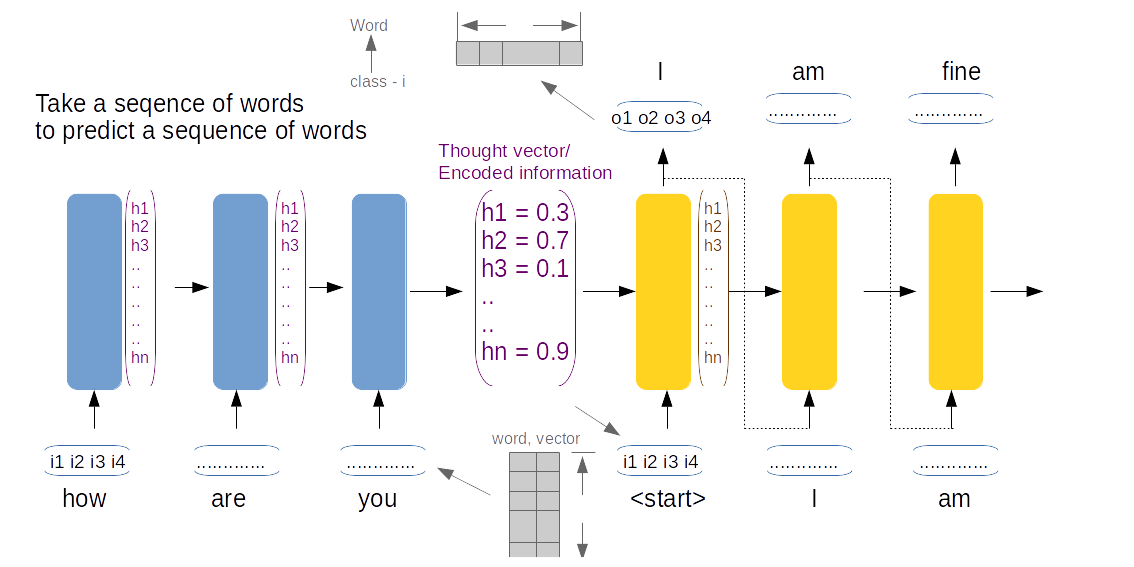 Word
class - i
Take a seqence of words
to predict a sequence of words
I
am
fine
o1 o2 o3 o4
.............
.............
Thought vector/
Encoded information
h1
h2
h3
..
..
..
..
..
hn
h1
h2
h3
..
..
..
..
..
hn
h1 = 0.3
h2 = 0.7
h3 = 0.1
..
..
hn = 0.9
h1
h2
h3
..
..
..
..
..
hn
word, vector
i1 i2 i3 i4
.............
.............
i1 i2 i3 i4
.............
.............
how
are
you
<start>
I
am